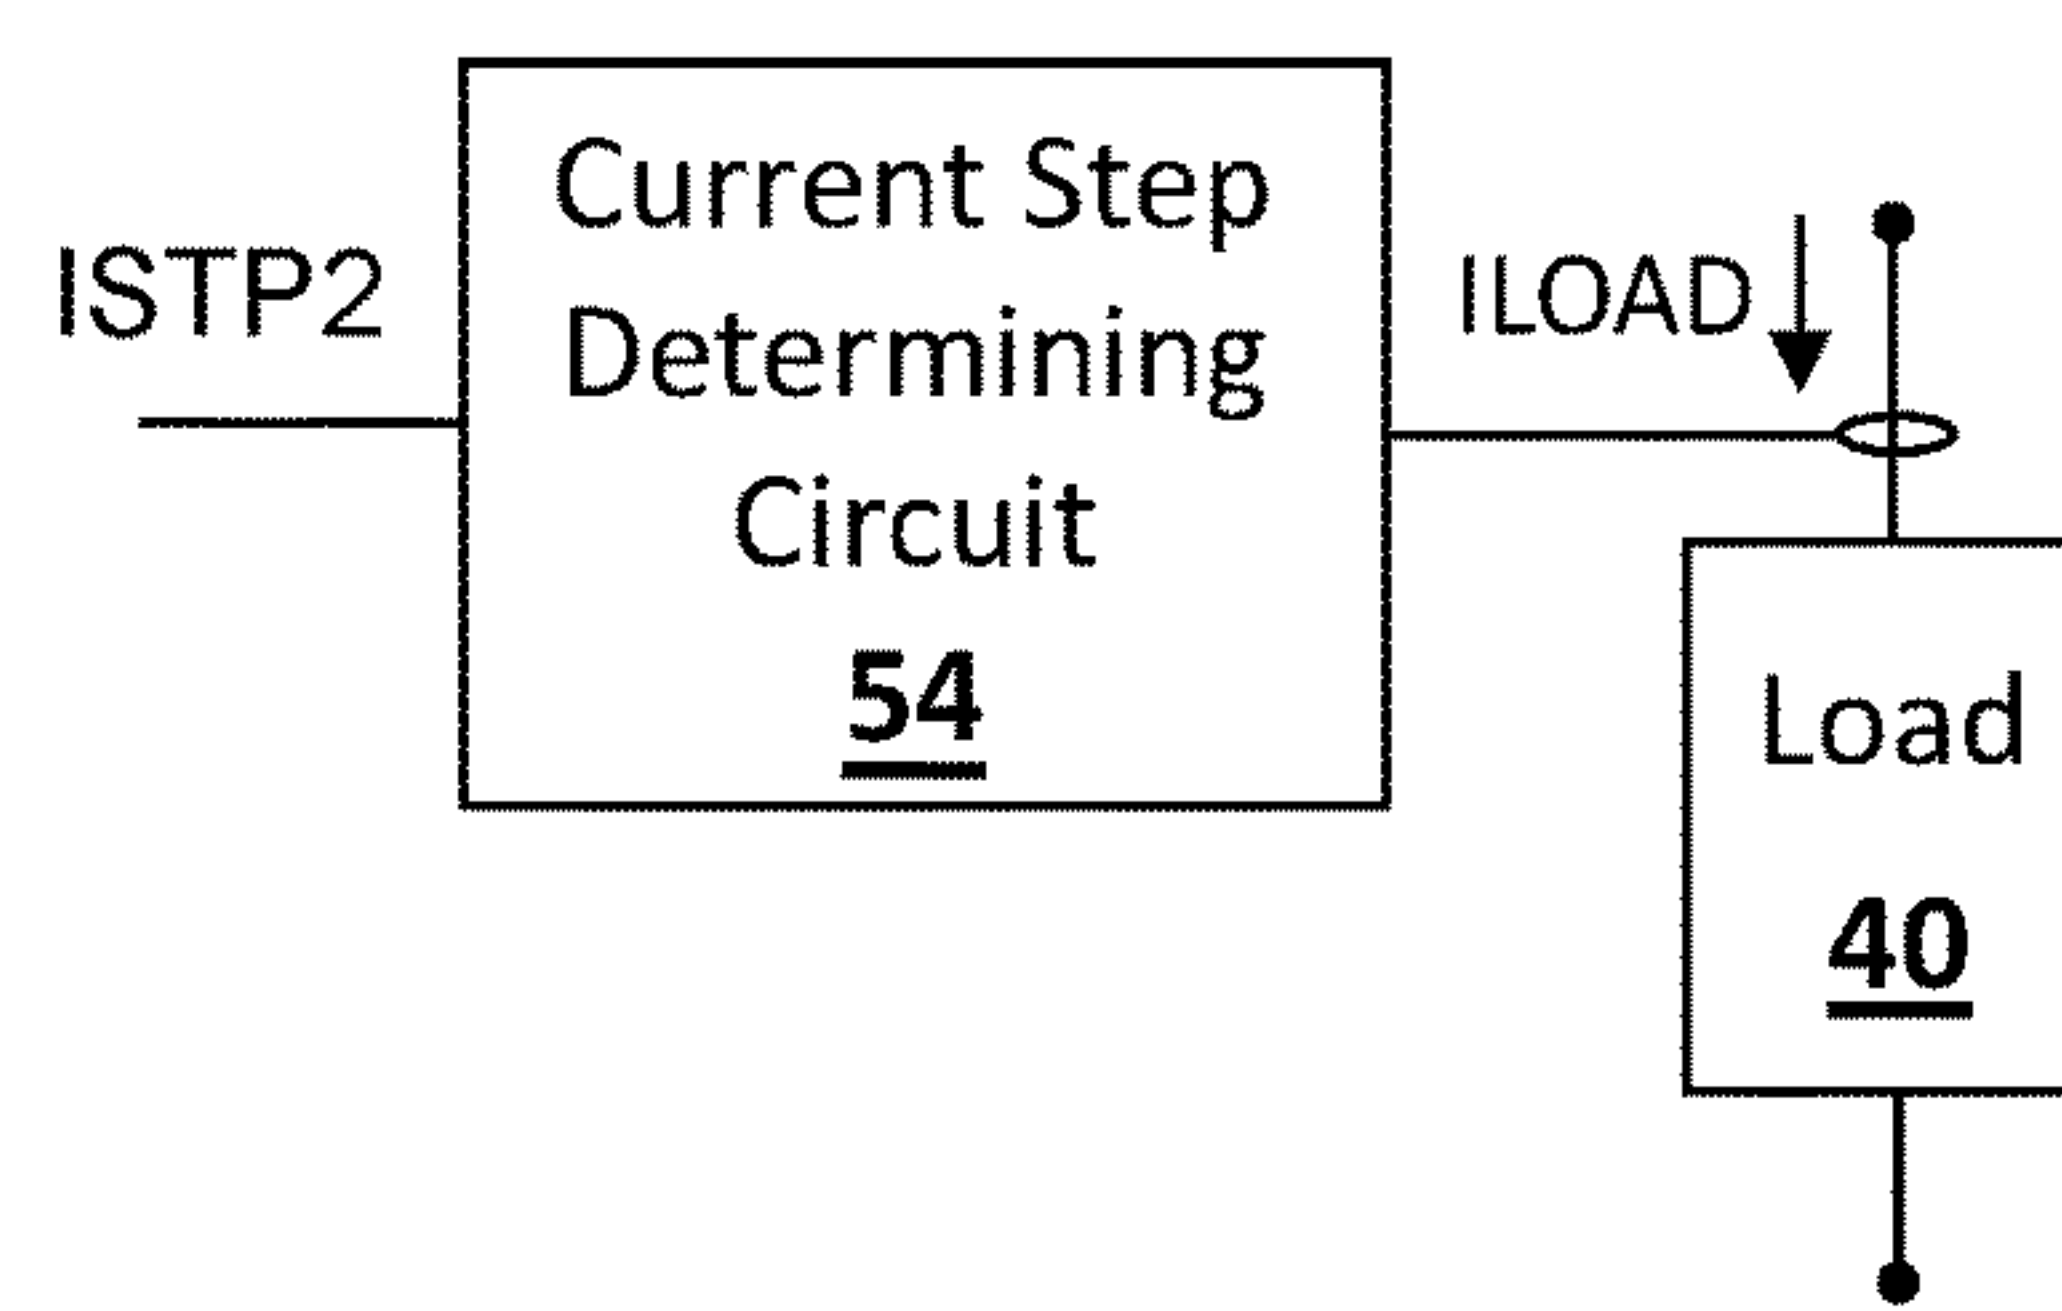 ISTP2
Current Step
Determining
Circuit
54
ILOAD
Load
40